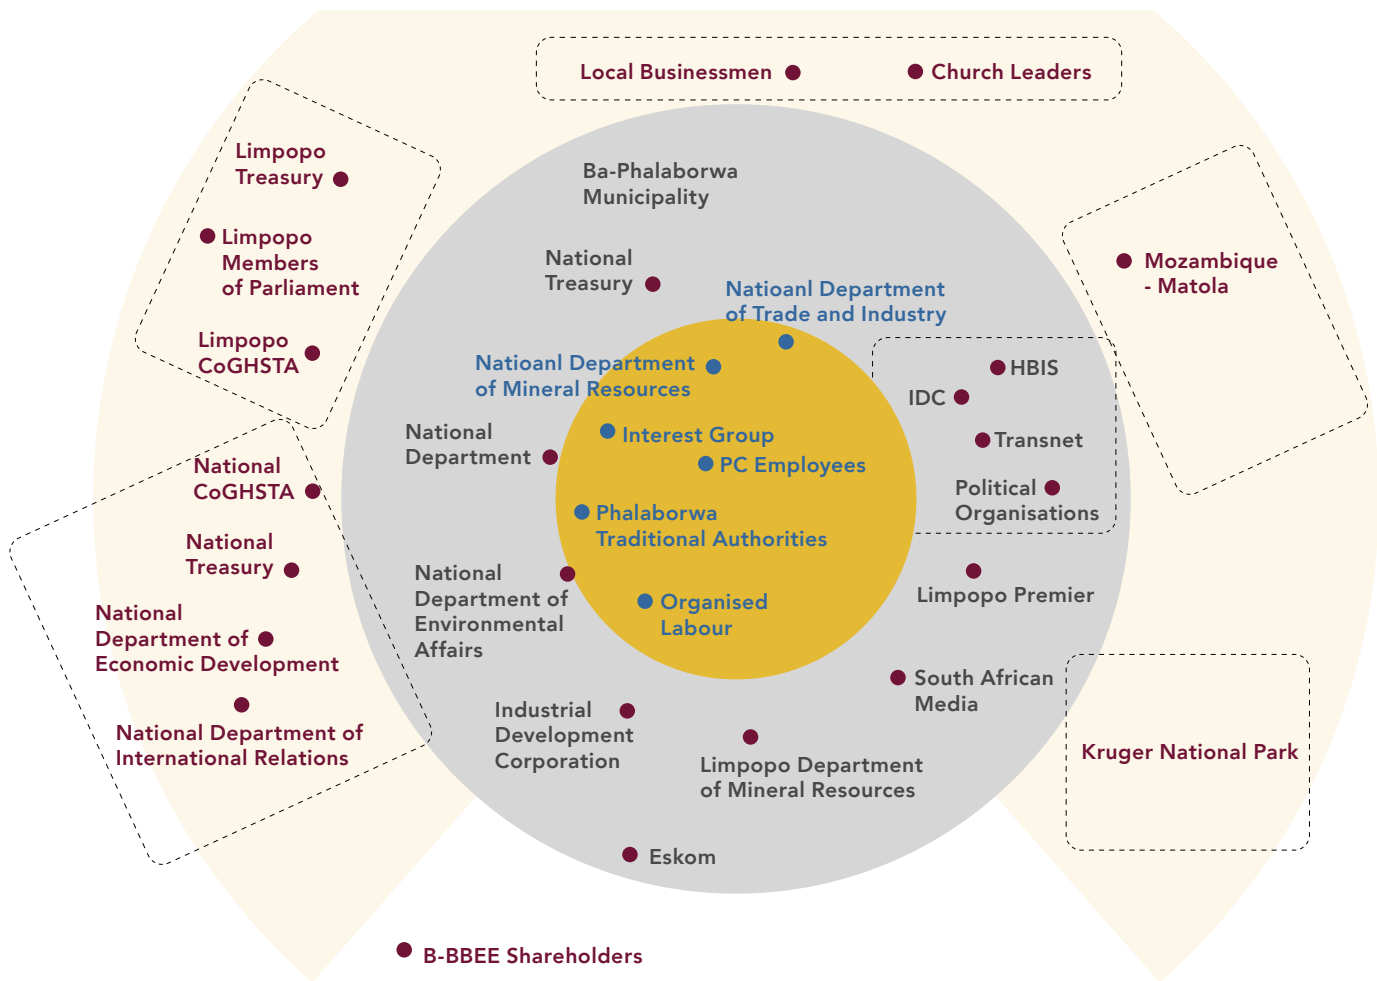 Local Businessmen
Church Leaders
Limpopo
Treasury
Limpopo
Members
of Parliament
Limpopo
CoGHSTA
Ba-Phalaborwa
Municipality
National
Treasury
Natioanl Department
of Trade and Industry
Mozambique
- Matola
Natioanl Department
of Mineral Resources
HBIS
IDC
Transnet
Political
Organisations
National
Department
Interest Group
PC Employees
Phalaborwa
Traditional Authorities
National
CoGHSTA
National
Treasury
National
Department of
Economic Development
National Department of
International Relations
National
Department of
Environmental
Affairs
Organised
Labour
Limpopo Premier
South African
Media
Industrial
Development
Corporation
Limpopo Department
of Mineral Resources
Kruger National Park
Eskom
B-BBEE Shareholders